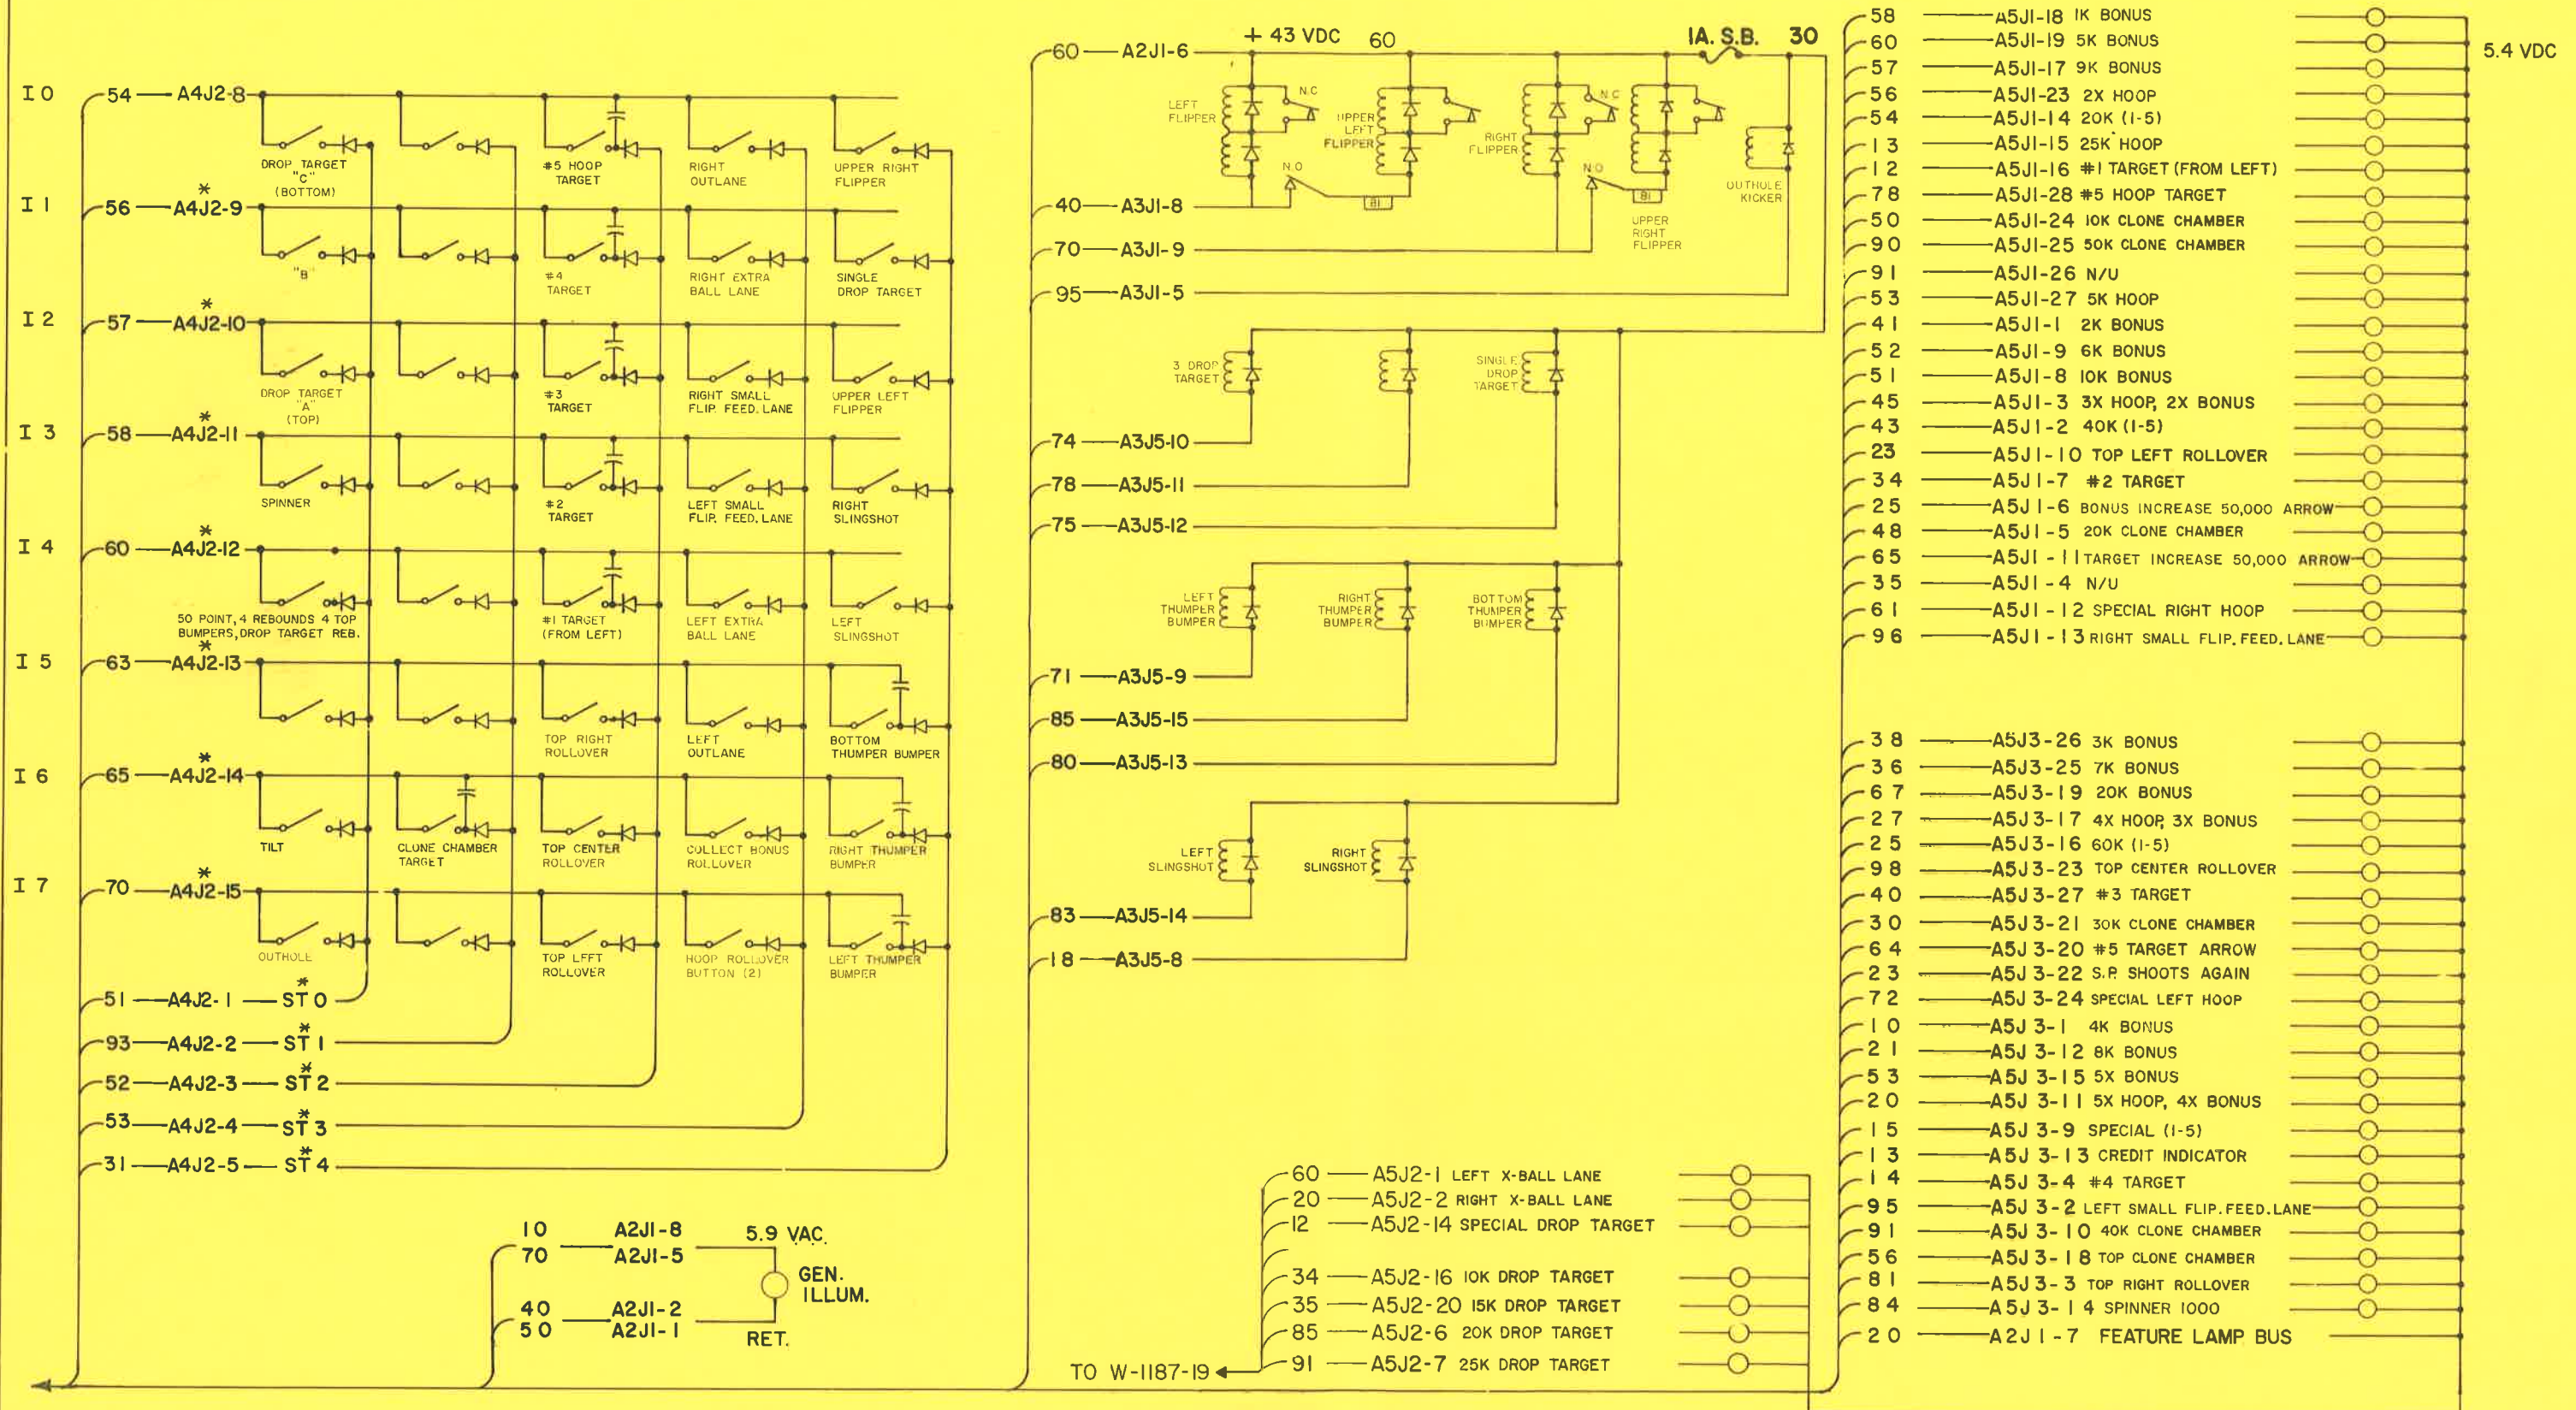 I 0
54 A4J2-8
DROP TARGET
"C"
(BOTTOM)
#5 HOOP
TARGET
RIGHT
OUTLANE
UPPER RIGHT
FLIPPER
I 1
56 A4J2-9
*
"B"
#4
TARGET
RIGHT EXTRA
BALL LANE
SINGLE
DROP TARGET
I 2
57 A4J2-10
*
DROP TARGET
"A"
(TOP)
#3
TARGET
RIGHT SMALL
FLIP. FEED. LANE
UPPER LEFT
FLIPPER
I 3
58 A4J2-11
*
SPINNER
#2
TARGET
LEFT SMALL
FLIP. FEED. LANE
RIGHT
SLINGSHOT
I 4
60 A4J2-12
*
50 POINT, 4 REBOUNDS 4 TOP
BUMPERS, DROP TARGET REB.
#1 TARGET
(FROM LEFT)
LEFT EXTRA
BALL LANE
LEFT
SLINGSHOT
I 5
63 A4J2-13
*
TOP RIGHT
ROLLOVER
LEFT
OUTLANE
BOTTOM
THUMPER BUMPER
I 6
65 A4J2-14
*
TILT
CLONE CHAMBER
TARGET
TOP CENTER
ROLLOVER
COLLECT BONUS
ROLLOVER
RIGHT THUMPER
BUMPER
I 7
70 A4J2-15
*
OUTHOLE
TOP LEFT
ROLLOVER
HOOP ROLLOVER
BUTTON (2)
LEFT THUMPER
BUMPER
51 A4J2-1 ST 0 *
93 A4J2-2 ST 1 *
52 A4J2-3 ST 2 *
53 A4J2-4 ST 3 *
31 A4J2-5 ST 4 *
10 A2J1-8 5.9 VAC.
70 A2J1-5
GEN.
ILLUM.
40 A2J1-2
50 A2J1-1
RET.
60 A2J1-6
+ 43 VDC 60
1A. S.B. 30
LEFT
FLIPPER
N.C
UPPER
LEFT
FLIPPER
RIGHT
FLIPPER
N.C
N.O
81
N.O
81
UPPER
RIGHT
FLIPPER
OUTHOLE
KICKER
40 A3J1-8
70 A3J1-9
95 A3J1-5
3 DROP
TARGET
SINGLE
DROP
TARGET
74 A3J5-10
78 A3J5-11
75 A3J5-12
LEFT
THUMPER
BUMPER
RIGHT
THUMPER
BUMPER
BOTTOM
THUMPER
BUMPER
71 A3J5-9
85 A3J5-15
80 A3J5-13
LEFT
SLINGSHOT
RIGHT
SLINGSHOT
83 A3J5-14
18 A3J5-8
60 A5J2-1 LEFT X-BALL LANE
20 A5J2-2 RIGHT X-BALL LANE
12 A5J2-14 SPECIAL DROP TARGET
34 A5J2-16 10K DROP TARGET
35 A5J2-20 15K DROP TARGET
85 A5J2-6 20K DROP TARGET
91 A5J2-7 25K DROP TARGET
TO W-1187-19
58 A5J1-18 1K BONUS
5.4 VDC
60 A5J1-19 5K BONUS
57 A5J1-17 9K BONUS
56 A5J1-23 2X HOOP
54 A5J1-14 20K (1-5)
13 A5J1-15 25K HOOP
12 A5J1-16 #1 TARGET (FROM LEFT)
78 A5J1-28 #5 HOOP TARGET
50 A5J1-24 10K CLONE CHAMBER
90 A5J1-25 50K CLONE CHAMBER
91 A5J1-26 N/U
53 A5J1-27 5K HOOP
41 A5J1-1 2K BONUS
52 A5J1-9 6K BONUS
51 A5J1-8 10K BONUS
45 A5J1-3 3X HOOP, 2X BONUS
43 A5J1-2 40K (1-5)
23 A5J1-10 TOP LEFT ROLLOVER
34 A5J1-7 #2 TARGET
25 A5J1-6 BONUS INCREASE 50,000 ARROW
48 A5J1-5 20K CLONE CHAMBER
65 A5J1-11 TARGET INCREASE 50,000 ARROW
35 A5J1-4 N/U
61 A5J1-12 SPECIAL RIGHT HOOP
96 A5J1-13 RIGHT SMALL FLIP. FEED. LANE
38 A5J3-26 3K BONUS
36 A5J3-25 7K BONUS
67 A5J3-19 20K BONUS
27 A5J3-17 4X HOOP, 3X BONUS
25 A5J3-16 60K (1-5)
98 A5J3-23 TOP CENTER ROLLOVER
40 A5J3-27 #3 TARGET
30 A5J3-21 30K CLONE CHAMBER
64 A5J3-20 #5 TARGET ARROW
23 A5J3-22 S.P. SHOOTS AGAIN
72 A5J3-24 SPECIAL LEFT HOOP
10 A5J3-1 4K BONUS
21 A5J3-12 8K BONUS
53 A5J3-15 5X BONUS
20 A5J3-11 5X HOOP, 4X BONUS
15 A5J3-9 SPECIAL (1-5)
13 A5J3-13 CREDIT INDICATOR
14 A5J3-4 #4 TARGET
95 A5J3-2 LEFT SMALL FLIP. FEED. LANE
91 A5J3-10 40K CLONE CHAMBER
56 A5J3-18 TOP CLONE CHAMBER
81 A5J3-3 TOP RIGHT ROLLOVER
84 A5J3-14 SPINNER 1000
20 A2J1-7 FEATURE LAMP BUS